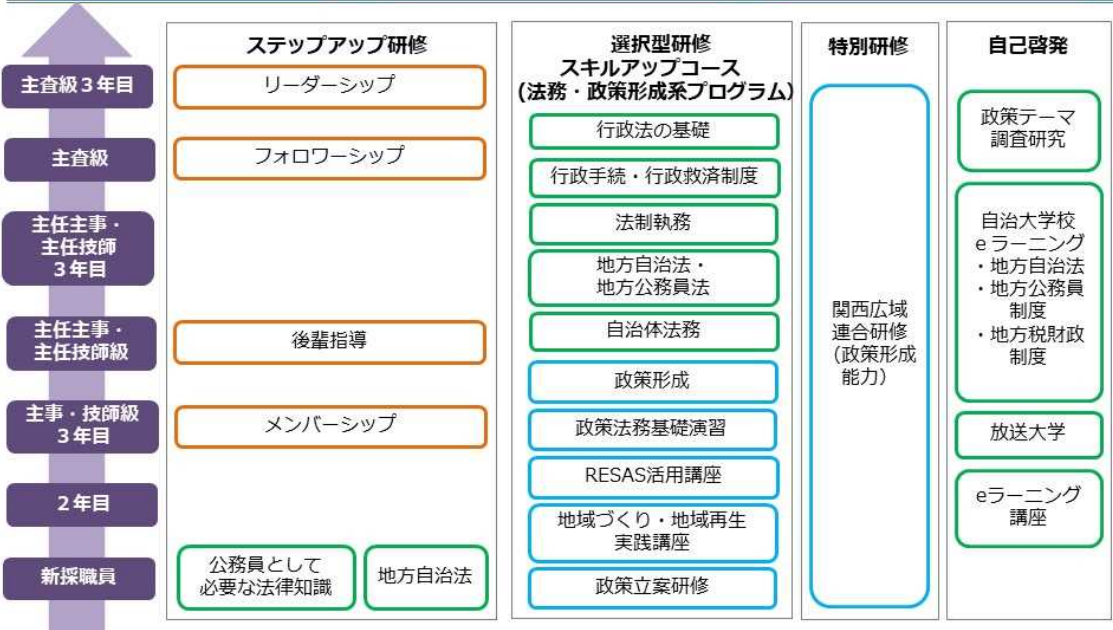 主査級３年目
主査級
主任主事・
主任技師
３年目
主任主事・
主任技師級
主事・技師級
３年目
２年目
新採職員
ステップアップ研修
リーダーシップ
フォロワーシップ
後輩指導
メンバーシップ
公務員として
必要な法律知識
地方自治法
選択型研修
スキルアップコース
(法務・政策形成系プログラム)
行政法の基礎
行政手続・行政救済制度
法制執務
地方自治法・
地方公務員法
自治体法務
政策形成
政策法務基礎演習
RESAS活用講座
地域づくり・地域再生
実践講座
政策立案研修
特別研修
関西広域
連合研修
（政策形成
能力）
自己啓発
政策テーマ
調査研究
自治大学校
eラーニング
・地方自治法
・地方公務員
制度
・地方税財政
制度
放送大学
eラーニング
講座